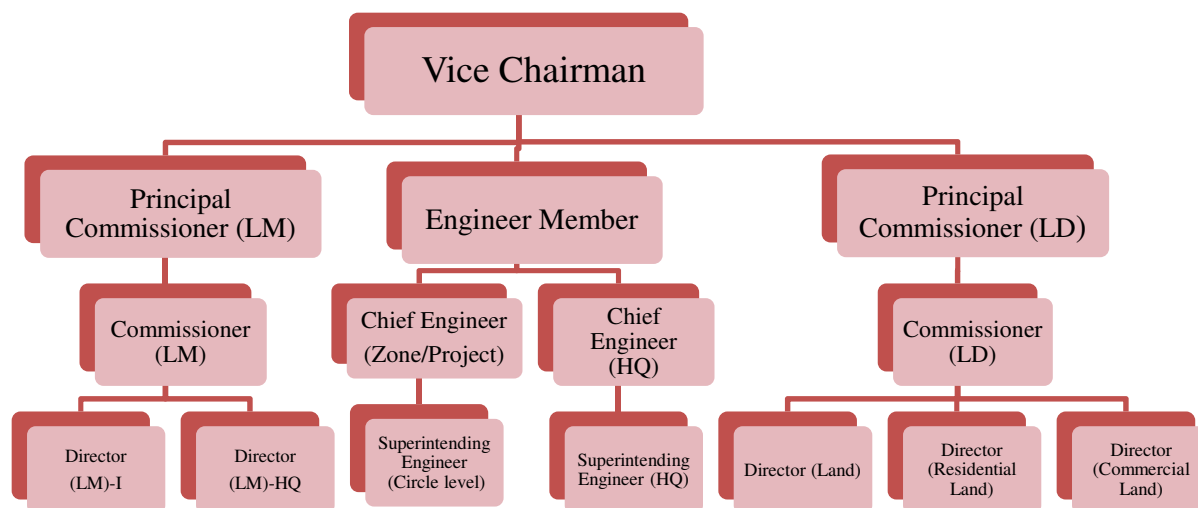 Vice Chairman
Principal
Commissioner (LM)
Engineer Member
Principal
Commissioner (LD)
Commissioner
(LM)
Chief Engineer
(Zone/Project)
Chief
Engineer
(HQ)
Commissioner
(LD)
Director
(LM)-I
Director
(LM)-HQ
Superintending
Engineer
(Circle level)
Superintending
Engineer (HQ)
Director (Land)
Director
(Residential
Land)
Director
(Commercial
Land)